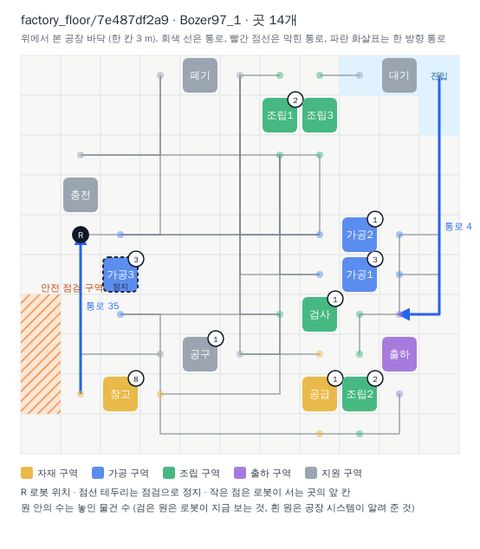 factory_floor/7e487df2a9 · Bozer97_1 · 곳 14개
위에서 본 공장 바닥 (한 칸 3 m). 회색 선은 통로, 빨간 점선은 막힌 통로, 파란 화살표는 한 방향 통로
폐기
대기
진입
조립1
2
조립3
충전
R
가공2
1
통로 4
가공3
3
정지
가공1
3
안전 점검 구역
통로 35
검사
1
공구
1
출하
창고
8
공급
1
조립2
2
자재 구역
가공 구역
조립 구역
출하 구역
지원 구역
R 로봇 위치 · 점선 테두리는 점검으로 정지 · 작은 점은 로봇이 서는 곳의 앞 칸
원 안의 수는 놓인 물건 수 (검은 원은 로봇이 지금 보는 것, 흰 원은 공장 시스템이 알려 준 것)